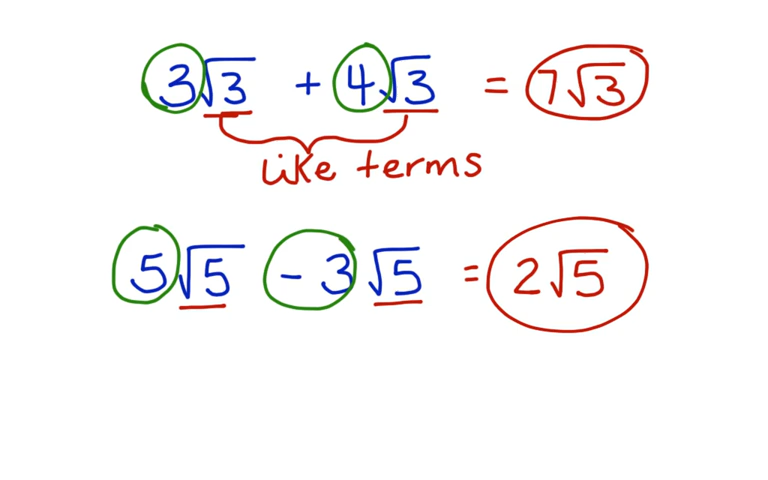 3√3 + 4√3 = 7√3
like terms
5√5 - 3√5 = 2√5